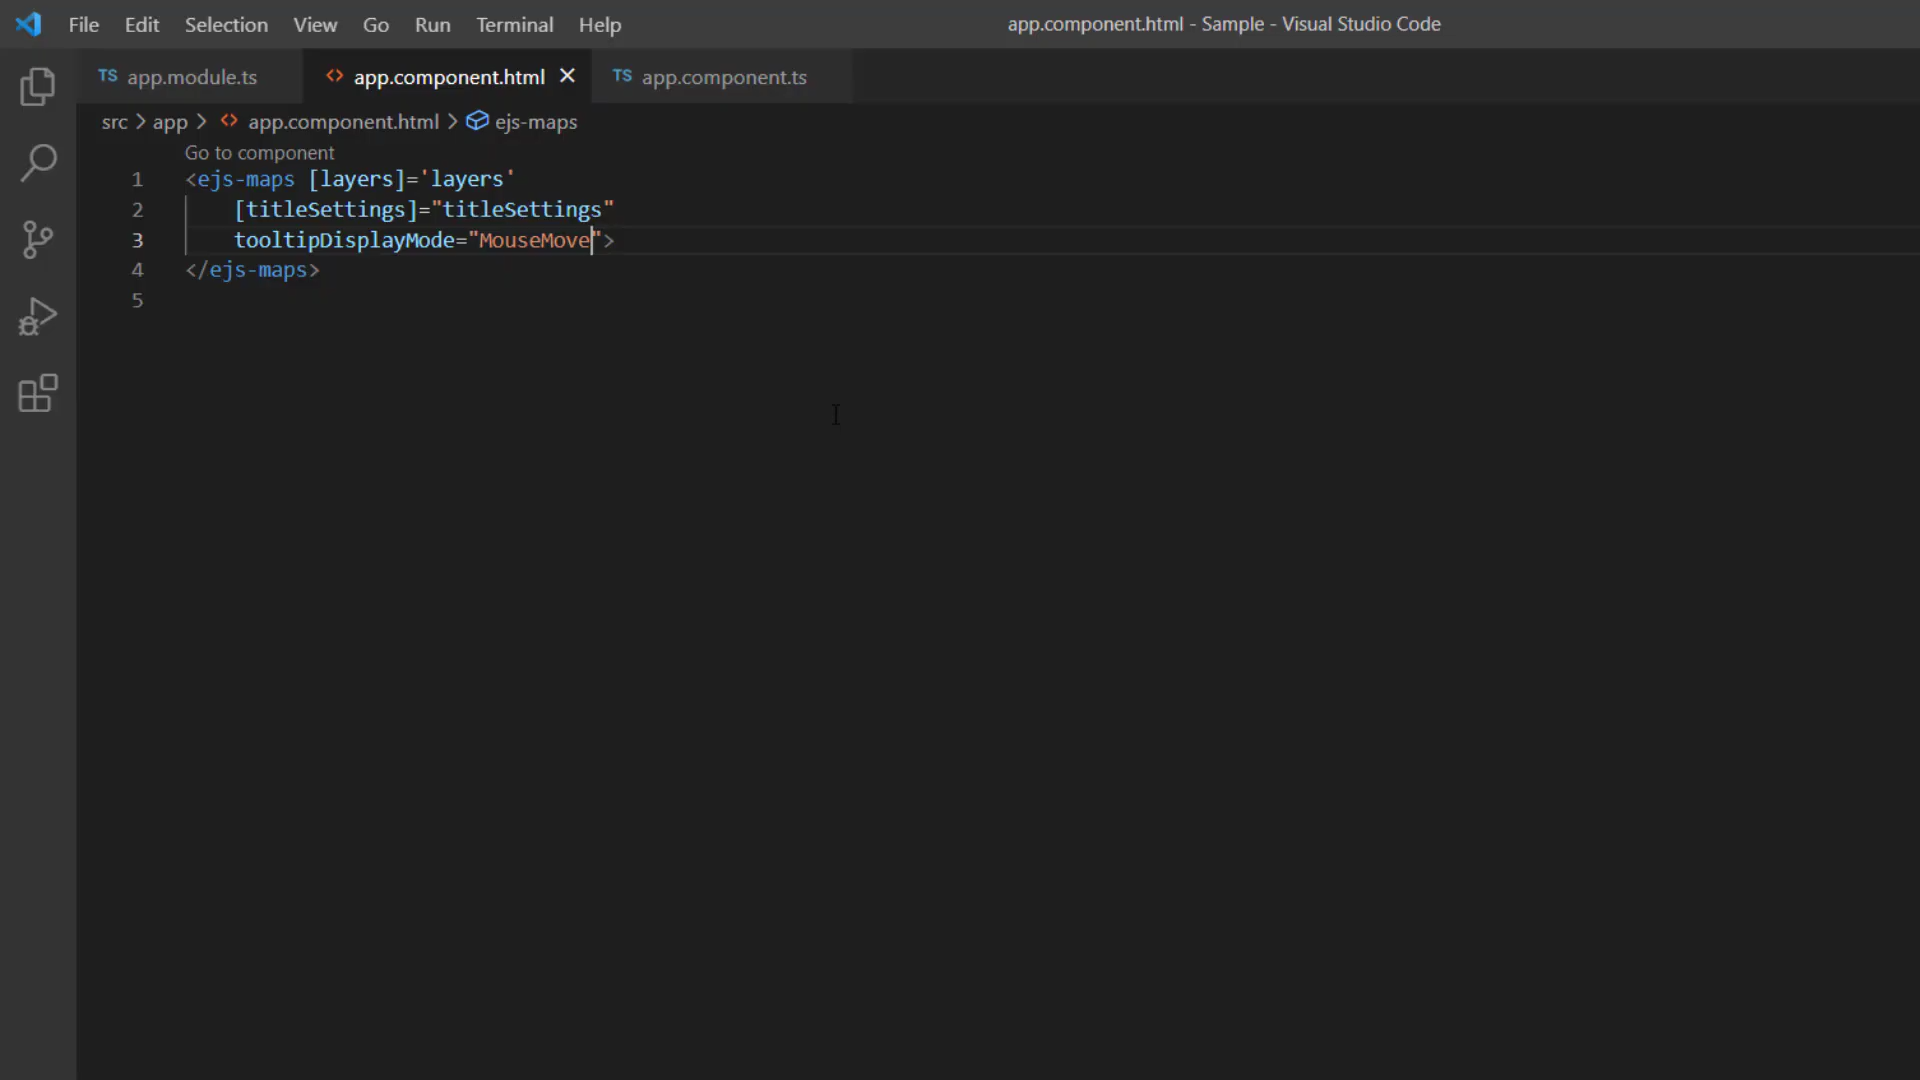 File Edit Selection View Go Run Terminal Help app.component.html - Sample - Visual Studio Code
TS app.module.ts <> app.component.html × TS app.component.ts
src > app > <> app.component.html > ejs-maps
Go to component
1 <ejs-maps [layers]='layers'
2 [titleSettings]="titleSettings"
3 tooltipDisplayMode="MouseMove">
4 </ejs-maps>
5